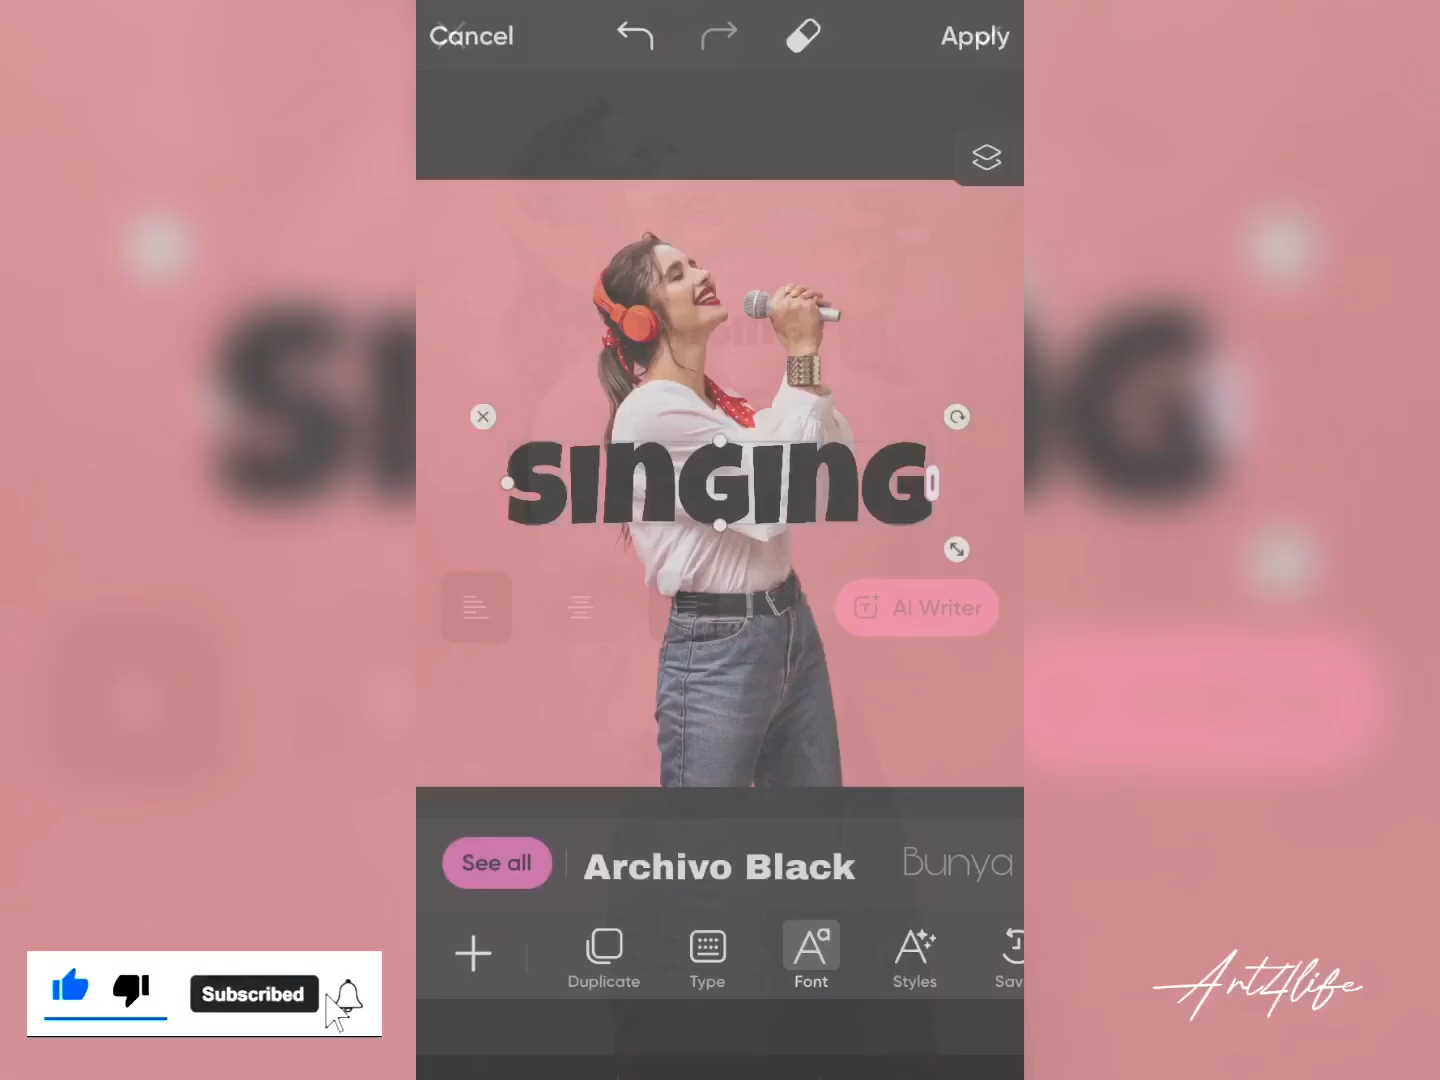 Cancel
Apply
SINGING
AI Writer
See all
Archivo Black
Bunya
Duplicate
Type
Font
Styles
Sav
Subscribed
Art4life